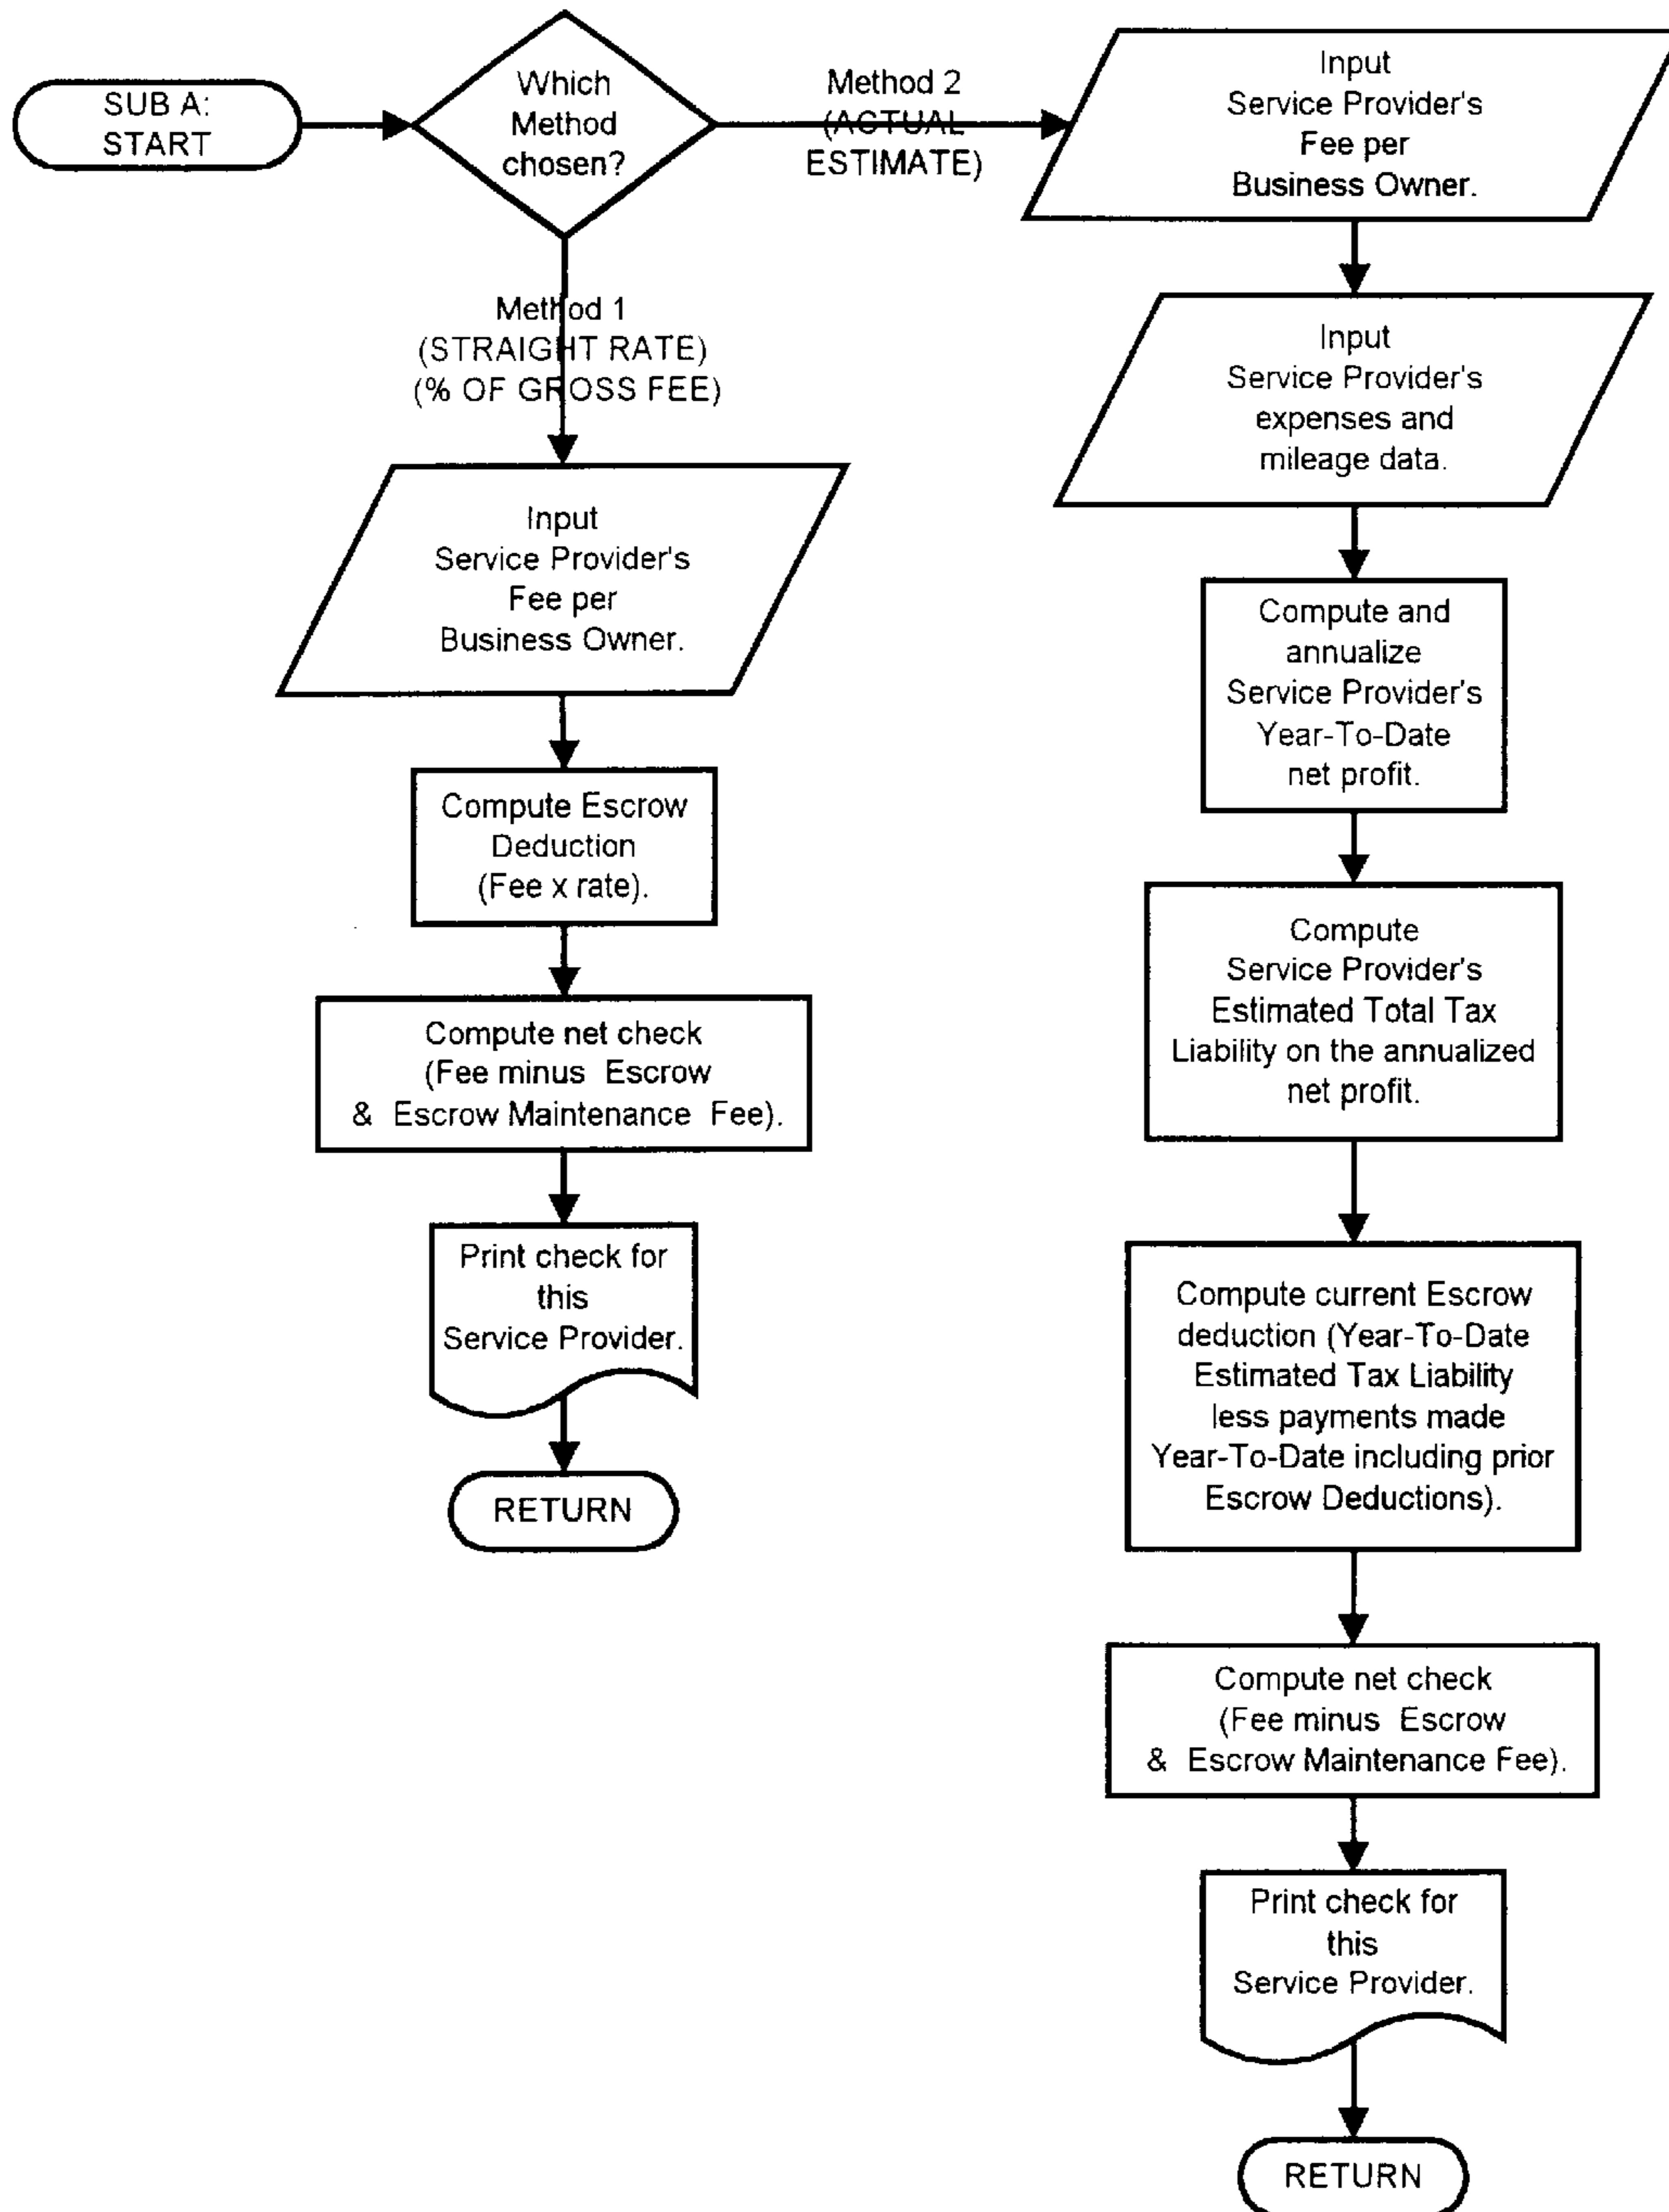 SUB A:
START
Which
Method
chosen?
Method 2
(ACTUAL
ESTIMATE)
Input
Service Provider's
Fee per
Business Owner.
Method 1
(STRAIGHT RATE)
(% OF GROSS FEE)
Input
Service Provider's
Fee per
Business Owner.
Compute Escrow
Deduction
(Fee x rate).
Compute net check
(Fee minus Escrow
& Escrow Maintenance Fee).
Print check for
this
Service Provider.
RETURN
Input
Service Provider's
expenses and
mileage data.
Compute and
annualize
Service Provider's
Year-To-Date
net profit.
Compute
Service Provider's
Estimated Total Tax
Liability on the annualized
net profit.
Compute current Escrow
deduction (Year-To-Date
Estimated Tax Liability
less payments made
Year-To-Date including prior
Escrow Deductions).
Compute net check
(Fee minus Escrow
& Escrow Maintenance Fee).
Print check for
this
Service Provider.
RETURN